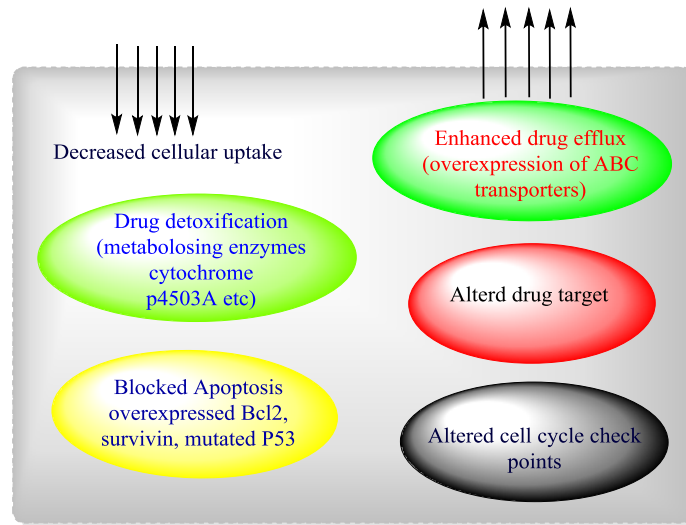 Decreased cellular uptake
Enhanced drug efflux
(overexpression of ABC
transporters)
Drug detoxification
(metabolosing enzymes
cytochrome
p4503A etc)
Alterd drug target
Blocked Apoptosis
overexpressed Bcl2,
survivin, mutated P53
Altered cell cycle check
points